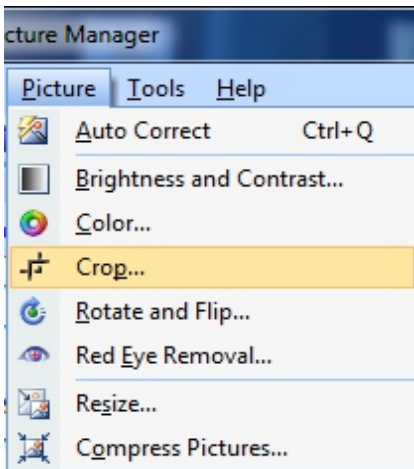 cture Manager
Picture Tools Help
Auto Correct Ctrl+Q
Brightness and Contrast...
Color...
Crop...
Rotate and Flip...
Red Eye Removal...
Resize...
Compress Pictures...